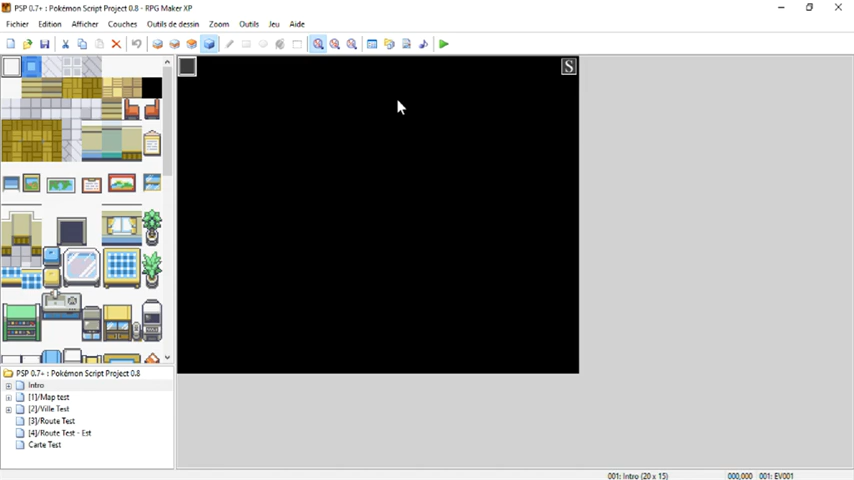 PSP 0.7+ : Pokémon Script Project 0.8 - RPG Maker XP
Fichier Edition Afficher Couches Outils de dessin Zoom Outils Jeu Aide
S
PSP 0.7+ : Pokémon Script Project 0.8
Intro
[1]/Map test
[2]/Ville Test
[3]/Route Test
[4]/Route Test - Est
Carte Test
001: Intro (20 x 15) 000,000 001: EV001